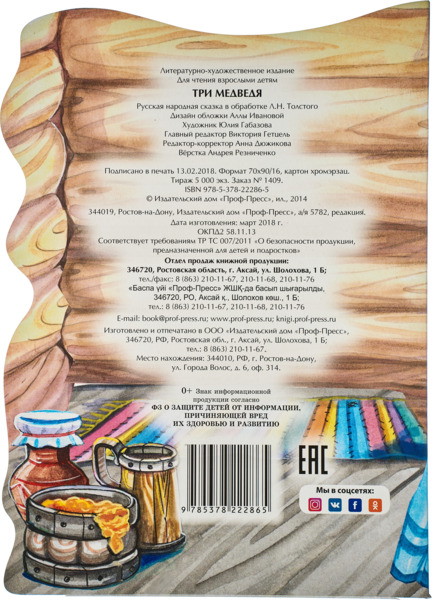 Литературно-художественное издание
Для чтения взрослыми детям
ТРИ МЕДВЕДЯ
Русская народная сказка в обработке Л.Н. Толстого
Дизайн обложки Аллы Ивановой
Художник Юлия Габазова
Главный редактор Виктория Гетцель
Редактор-корректор Анна Дюжикова
Вёрстка Андрея Резниченко
Подписано в печать 13.02.2018. Формат 70х90/16, картон хромэрзац.
Тираж 5 000 экз. Заказ № 1409.
ISBN 978-5-378-22286-5
© Издательский дом «Проф-Пресс», ил., 2014
344019, Ростов-на-Дону, Издательский дом «Проф-Пресс», а/я 5782, редакция.
Дата изготовления: март 2018 г.
ОКПД2 58.11.13
Соответствует требованиям ТР ТС 007/2011 «О безопасности продукции,
предназначенной для детей и подростков»
Отдел продаж книжной продукции:
346720, Ростовская область, г. Аксай, ул. Шолохова, 1 Б;
тел./факс: 8 (863) 210-11-67, 210-11-68, 210-11-76
«Баспа үйі «Проф-Пресс» ЖШҚ-да басып шығарылды,
346720, РО, Ақсай қ., Шолохов көш., 1 Б;
тел.: 8 (863) 210-11-67, 210-11-68, 210-11-76
E-mail: book@prof-press.ru; www.prof-press.ru; knigi.prof-press.ru
Изготовлено и отпечатано в ООО «Издательский дом «Проф-Пресс»,
346720, РФ, Ростовская обл., г. Аксай, ул. Шолохова, 1 Б;
тел.: 8 (863) 210-11-67.
Место нахождения: 344010, РФ, г. Ростов-на-Дону,
ул. Города Волос, д. 6, оф. 314.
0+ Знак информационной
продукции согласно
ФЗ О ЗАЩИТЕ ДЕТЕЙ ОТ ИНФОРМАЦИИ,
ПРИЧИНЯЮЩЕЙ ВРЕД
ИХ ЗДОРОВЬЮ И РАЗВИТИЮ
EAC
Мы в соцсетях:
9 785378 222865